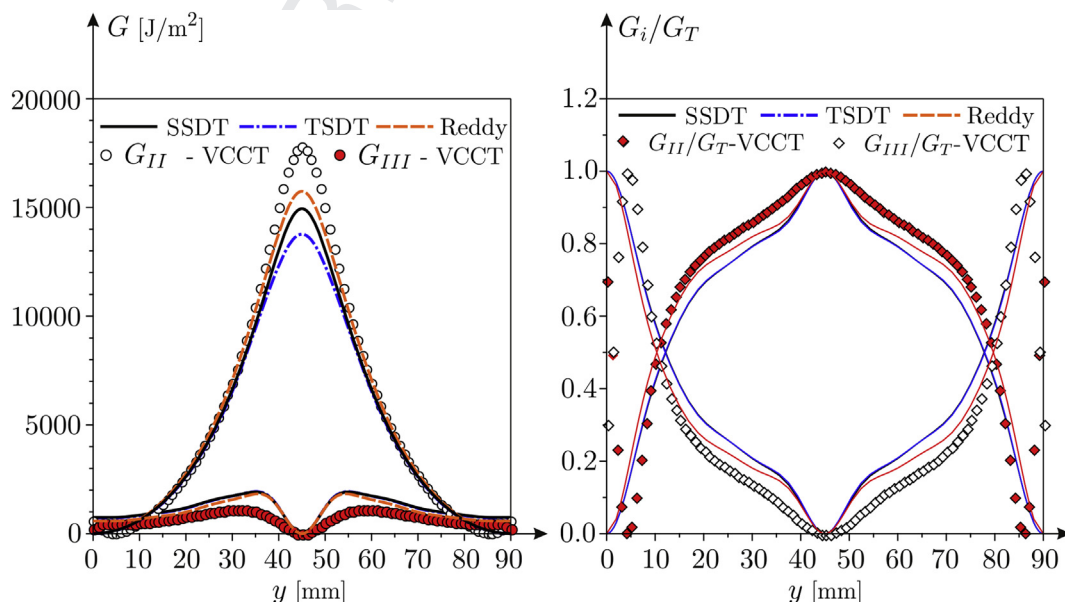 G [J/m²]
20000
SSDT TSDT Reddy
G_II - VCCT G_III - VCCT
15000
10000
5000
0
0 10 20 30 40 50 60 70 80 90
y [mm]
G_i/G_T
1.2
SSDT TSDT Reddy
G_II/G_T-VCCT G_III/G_T-VCCT
1.0
0.8
0.6
0.4
0.2
0.0
0 10 20 30 40 50 60 70 80 90
y [mm]